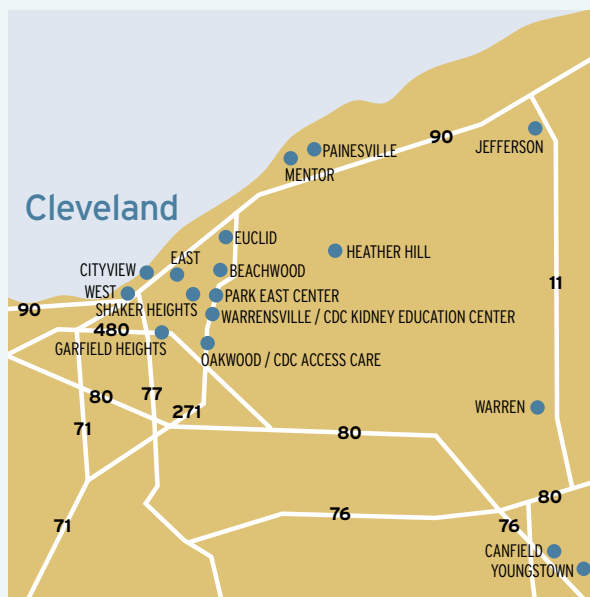 90
PAINESVILLE
JEFFERSON
MENTOR
Cleveland
EUCLID
HEATHER HILL
EAST
CITYVIEW
BEACHWOOD
11
WEST
PARK EAST CENTER
SHAKER HEIGHTS
90
WARRENSVILLE / CDC KIDNEY EDUCATION CENTER
480
GARFIELD HEIGHTS
OAKWOOD / CDC ACCESS CARE
80
77
271
WARREN
71
80
80
76
71
76
CANFIELD
YOUNGSTOWN